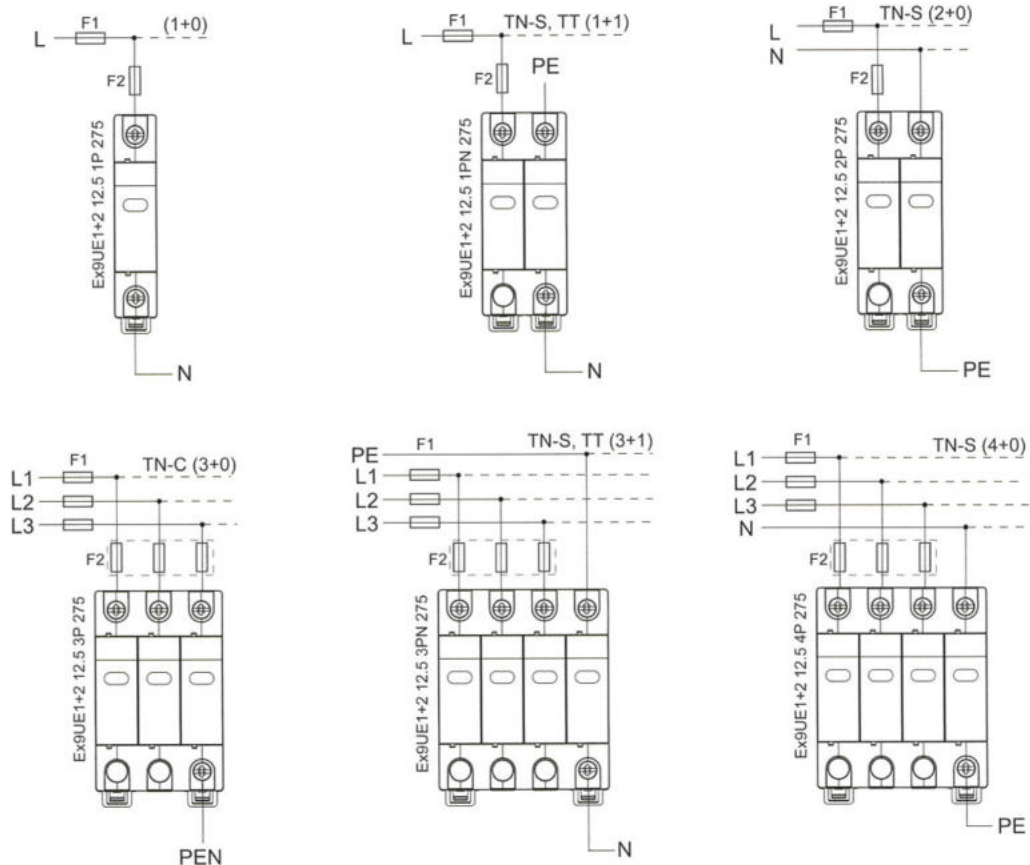 F1
L
(1+0)
F2
Ex9UE1+2 12.5 1P 275
N
F1
TN-S, TT (1+1)
L
PE
F2
Ex9UE1+2 12.5 1PN 275
N
F1
TN-S (2+0)
L
N
F2
Ex9UE1+2 12.5 2P 275
PE
F1
TN-C (3+0)
L1
L2
L3
F2
Ex9UE1+2 12.5 3P 275
PEN
F1
TN-S, TT (3+1)
PE
L1
L2
L3
F2
Ex9UE1+2 12.5 3PN 275
N
F1
TN-S (4+0)
L1
L2
L3
N
F2
Ex9UE1+2 12.5 4P 275
PE